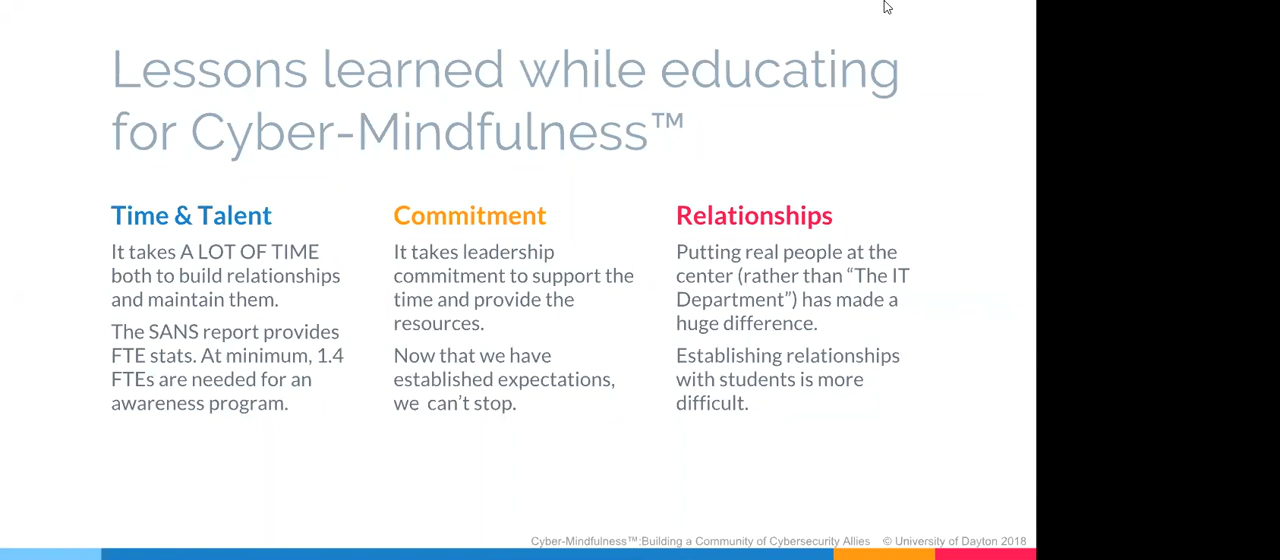 Lessons learned while educating
for Cyber-Mindfulness™
Time & Talent
It takes A LOT OF TIME
both to build relationships
and maintain them.
The SANS report provides
FTE stats. At minimum, 1.4
FTEs are needed for an
awareness program.
Commitment
It takes leadership
commitment to support the
time and provide the
resources.
Now that we have
established expectations,
we  can’t stop.
Relationships
Putting real people at the
center (rather than “The IT
Department”) has made a
huge difference.
Establishing relationships
with students is more
difficult.
Cyber-Mindfulness™:Building a Community of Cybersecurity Allies © University of Dayton 2018